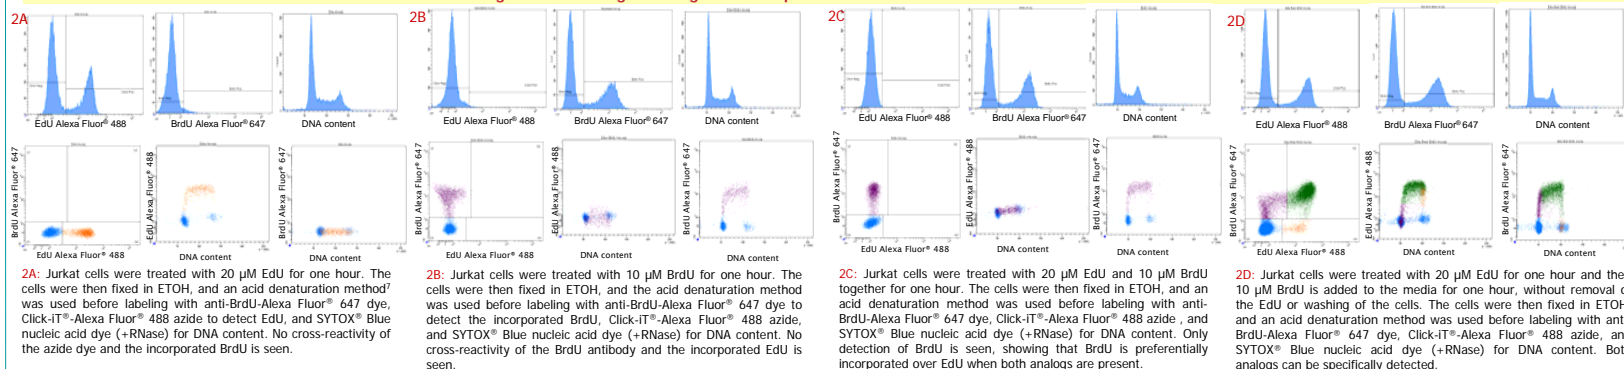 2A
2B
2C
2D
EdU Alexa Fluor® 488
BrdU Alexa Fluor® 647
DNA content
EdU Alexa Fluor® 488
BrdU Alexa Fluor® 647
DNA content
EdU Alexa Fluor® 488
BrdU Alexa Fluor® 647
DNA content
EdU Alexa Fluor® 488
BrdU Alexa Fluor® 647
DNA content
BrdU Alexa Fluor® 647
EdU Alexa Fluor® 488
EdU Alexa Fluor® 488
DNA content
BrdU Alexa Fluor® 647
DNA content
BrdU Alexa Fluor® 647
EdU Alexa Fluor® 488
EdU Alexa Fluor® 488
DNA content
BrdU Alexa Fluor® 647
DNA content
BrdU Alexa Fluor® 647
EdU Alexa Fluor® 488
EdU Alexa Fluor® 488
DNA content
BrdU Alexa Fluor® 647
DNA content
BrdU Alexa Fluor® 647
EdU Alexa Fluor® 488
EdU Alexa Fluor® 488
DNA content
BrdU Alexa Fluor® 647
DNA content
2A: Jurkat cells were treated with 20 µM EdU for one hour. The
cells were then fixed in ETOH, and an acid denaturation method⁷
was used before labeling with anti-BrdU-Alexa Fluor® 647 dye,
Click-iT®-Alexa Fluor® 488 azide to detect EdU, and SYTOX® Blue
nucleic acid dye (+RNase) for DNA content. No cross-reactivity of
the azide dye and the incorporated BrdU is seen.
2B: Jurkat cells were treated with 10 µM BrdU for one hour. The
cells were then fixed in ETOH, and the acid denaturation method
was used before labeling with anti-BrdU-Alexa Fluor® 647 dye to
detect the incorporated BrdU, Click-iT®-Alexa Fluor® 488 azide,
and SYTOX® Blue nucleic acid dye (+RNase) for DNA content. No
cross-reactivity of the BrdU antibody and the incorporated EdU is
seen.
2C: Jurkat cells were treated with 20 µM EdU and 10 µM BrdU
together for one hour. The cells were then fixed in ETOH, and an
acid denaturation method was used before labeling with anti-
BrdU-Alexa Fluor® 647 dye, Click-iT®-Alexa Fluor® 488 azide , and
SYTOX® Blue nucleic acid dye (+RNase) for DNA content. Only
detection of BrdU is seen, showing that BrdU is preferentially
incorporated over EdU when both analogs are present.
2D: Jurkat cells were treated with 20 µM EdU for one hour and the
10 µM BrdU is added to the media for one hour, without removal
the EdU or washing of the cells. The cells were then fixed in ETOH
and an acid denaturation method was used before labeling with ant
BrdU-Alexa Fluor® 647 dye, Click-iT®-Alexa Fluor® 488 azide, an
SYTOX® Blue nucleic acid dye (+RNase) for DNA content. Bot
analogs can be specifically detected.